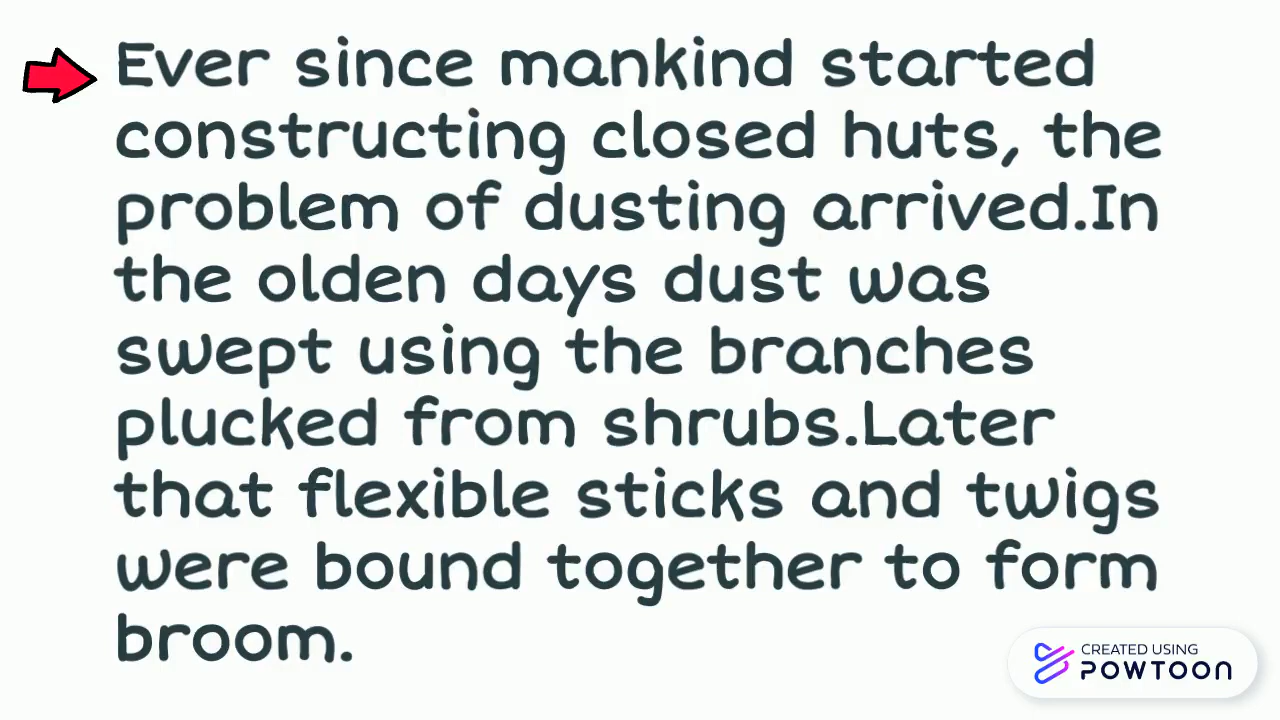 Ever since mankind started
constructing closed huts, the
problem of dusting arrived.In
the olden days dust was
swept using the branches
plucked from shrubs.Later
that flexible sticks and twigs
were bound together to form
broom.
CREATED USING
POWTOON